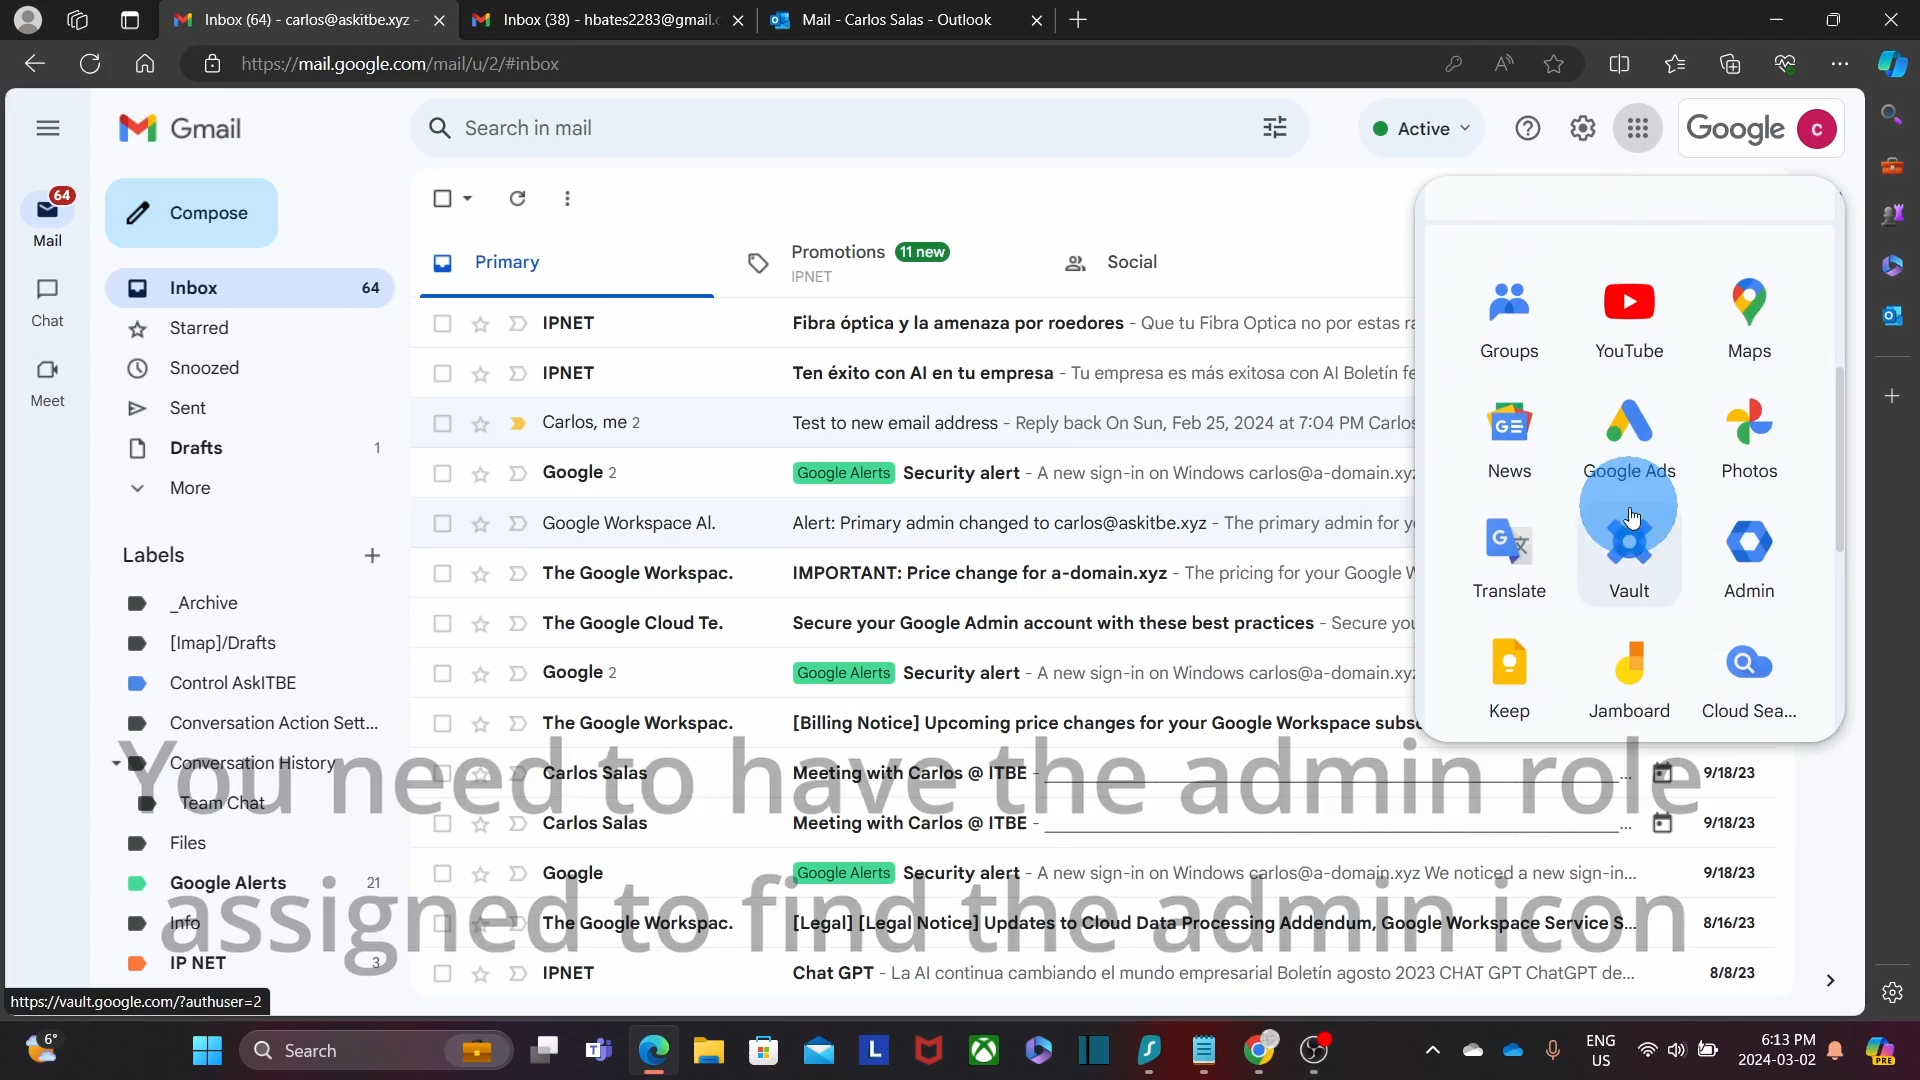 Inbox (64) - carlos@askitbe.xyz -
Inbox (38) - hbates2283@gmail.c
Mail - Carlos Salas - Outlook
https://mail.google.com/mail/u/2/#inbox
Gmail
Search in mail
Active
Google
C
64
Mail
Chat
Meet
Compose
Inbox 64
Starred
Snoozed
Sent
Drafts 1
More
Labels
_Archive
[Imap]/Drafts
Control AskITBE
Conversation Action Sett...
Conversation History
Team Chat
Files
Google Alerts 21
Info
IP NET 3
Primary
Promotions 11 new
IPNET
Social
IPNET Fibra óptica y la amenaza por roedores - Que tu Fibra Optica no por estas ra
IPNET Ten éxito con AI en tu empresa - Tu empresa es más exitosa con AI Boletín fe
Carlos, me 2 Test to new email address - Reply back On Sun, Feb 25, 2024 at 7:04 PM Carlos
Google 2 Google Alerts Security alert - A new sign-in on Windows carlos@a-domain.xyz
Google Workspace Al. Alert: Primary admin changed to carlos@askitbe.xyz - The primary admin for y
The Google Workspac. IMPORTANT: Price change for a-domain.xyz - The pricing for your Google W
The Google Cloud Te. Secure your Google Admin account with these best practices - Secure you
Google 2 Google Alerts Security alert - A new sign-in on Windows carlos@a-domain.xyz
The Google Workspac. [Billing Notice] Upcoming price changes for your Google Workspace subsc
Carlos Salas Meeting with Carlos @ ITBE - ... 9/18/23
Carlos Salas Meeting with Carlos @ ITBE - ... 9/18/23
Google Google Alerts Security alert - A new sign-in on Windows carlos@a-domain.xyz We noticed a new sign-in... 9/18/23
The Google Workspac. [Legal] [Legal Notice] Updates to Cloud Data Processing Addendum, Google Workspace Service S... 8/16/23
IPNET Chat GPT - La AI continua cambiando el mundo empresarial Boletín agosto 2023 CHAT GPT ChatGPT de... 8/8/23
Groups YouTube Maps
News Google Ads Photos
Translate Vault Admin
Keep Jamboard Cloud Sea...
You need to have the admin role
assigned to find the admin icon
https://vault.google.com/?authuser=2
6°
Search
ENG
US
6:13 PM
2024-03-02
PRE